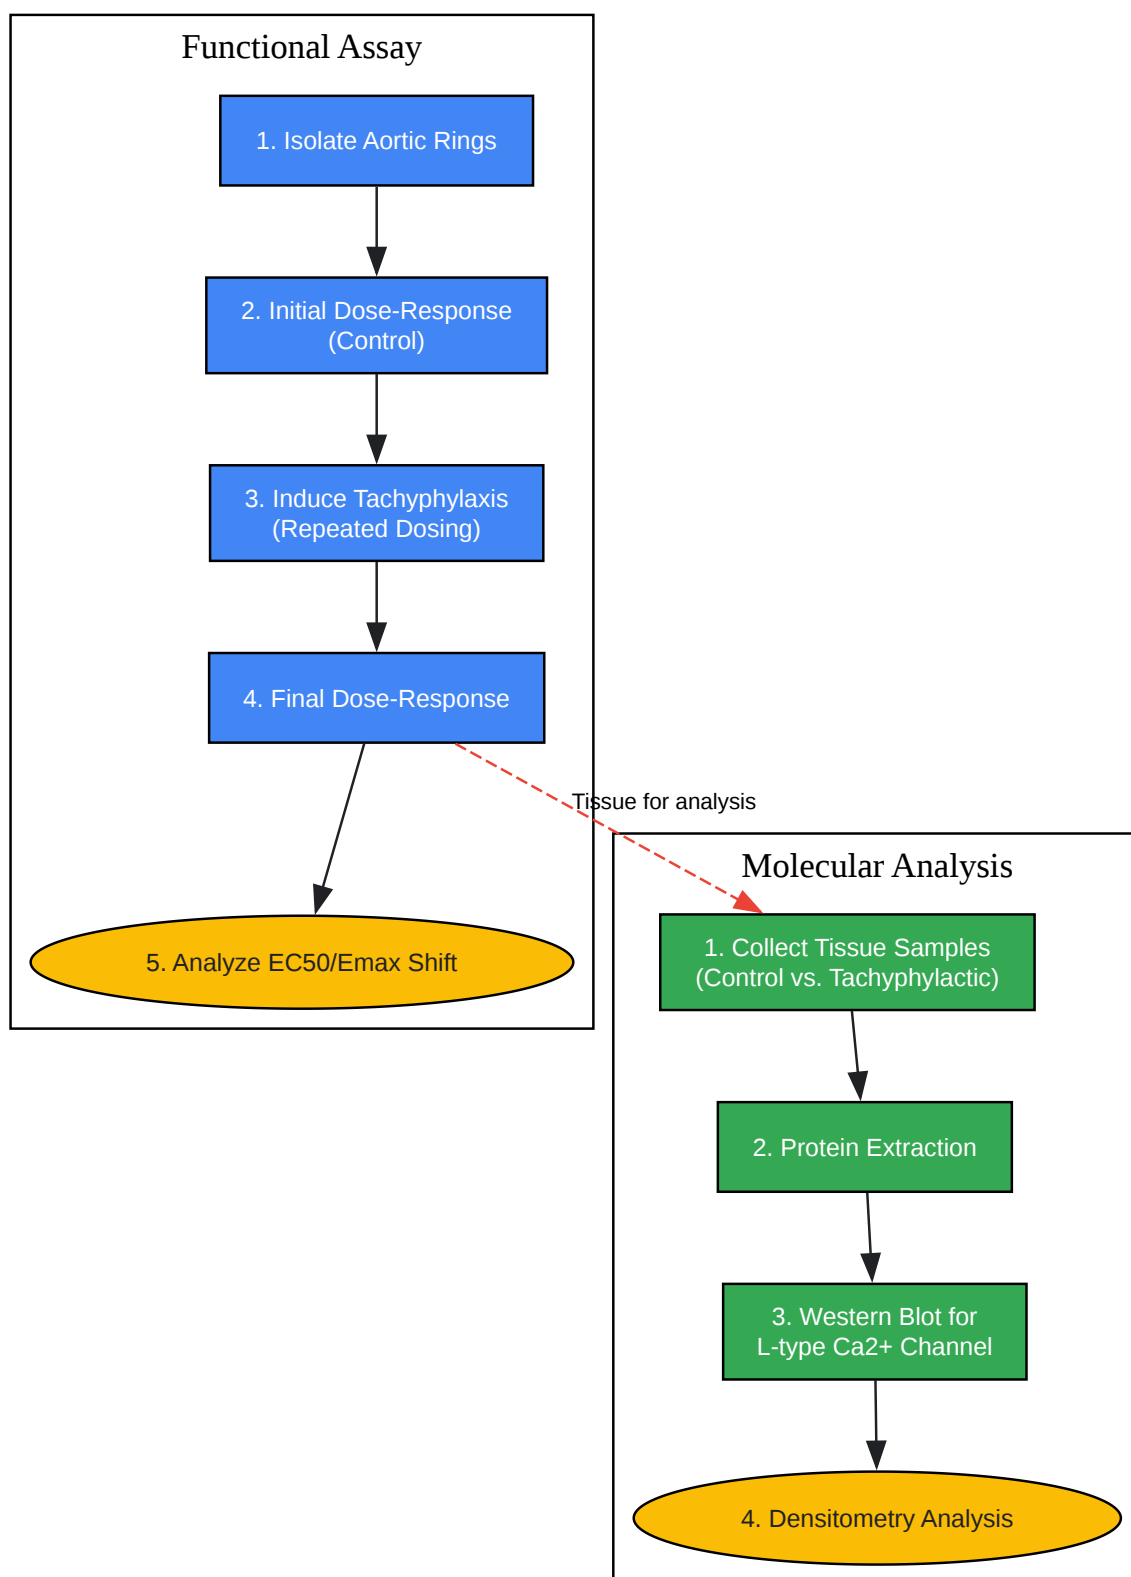 Functional Assay
1. Isolate Aortic Rings
2. Initial Dose-Response
(Control)
3. Induce Tachyphylaxis
(Repeated Dosing)
4. Final Dose-Response
Tissue for analysis
5. Analyze EC50/Emax Shift
Molecular Analysis
1. Collect Tissue Samples
(Control vs. Tachyphylactic)
2. Protein Extraction
3. Western Blot for
L-type Ca2+ Channel
4. Densitometry Analysis